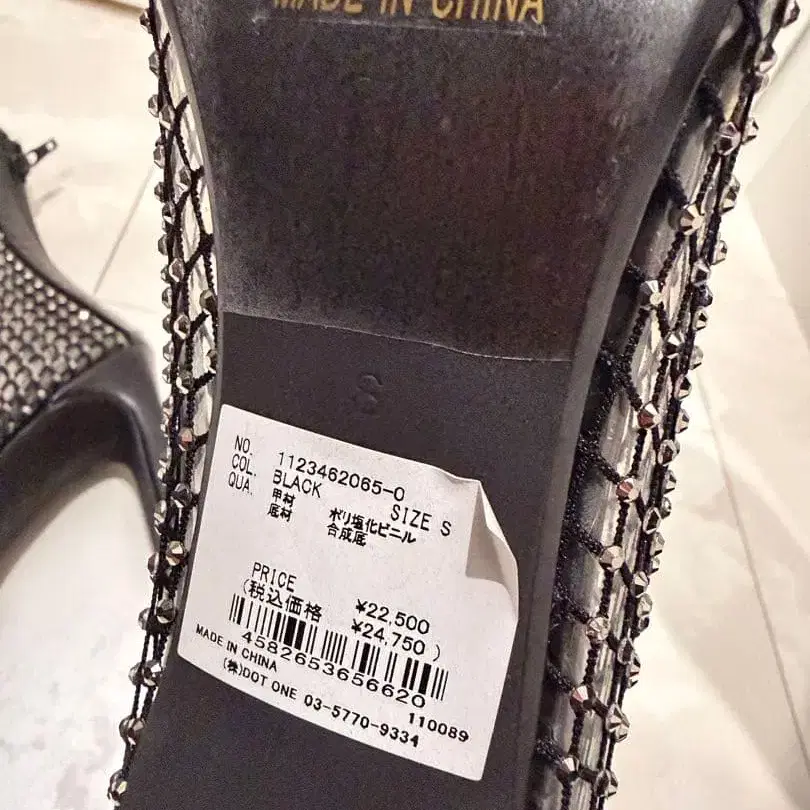 MADE IN CHINA
S
NO. 1123462065-0
COL. BLACK SIZE S
QUA. 甲材 ポリ塩化ビニル
底材 合成底
PRICE ¥22,500
(税込価格 ¥24,750 )
4582653656620
MADE IN CHINA 110089
(株)DOT ONE 03-5770-9334